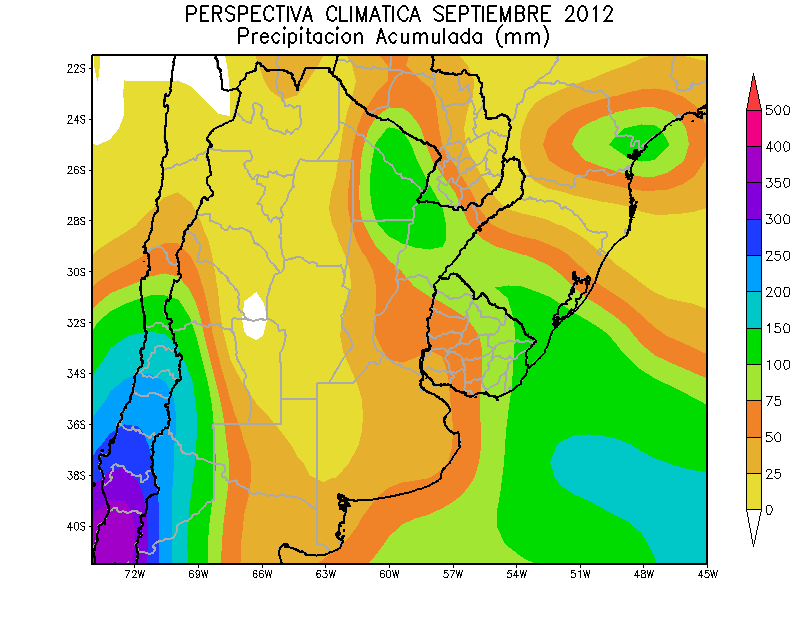 PERSPECTIVA CLIMATICA SEPTIEMBRE 2012
Precipitacion Acumulada (mm)
22S
24S
26S
28S
30S
32S
34S
36S
38S
40S
72W 69W 66W 63W 60W 57W 54W 51W 48W 45W
500
400
350
300
250
200
150
100
75
50
25
0